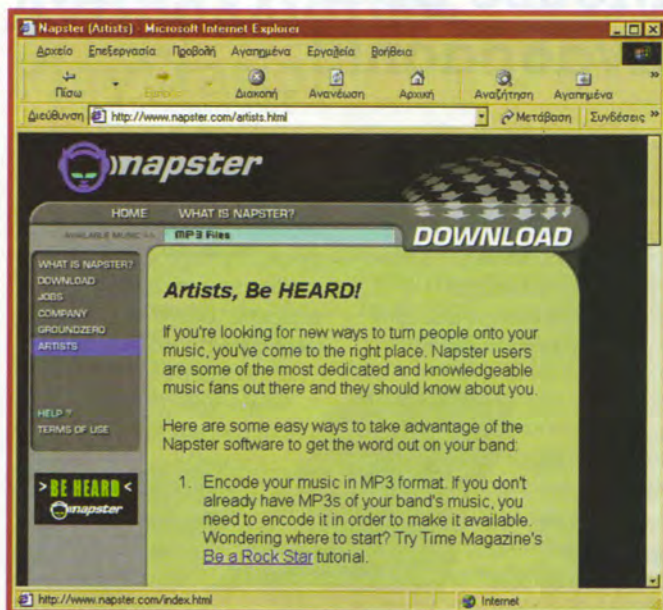 Napster (Artists) - Microsoft Internet Explorer
Αρχείο Επεξεργασία Προβολή Αγαπημένα Εργαλεία Βοήθεια
Πίσω Διακοπή Ανανέωση Αρχική Αναζήτηση Αγαπημένα »
Διεύθυνση http://www.napster.com/artists.html Μετάβαση Συνδέσεις »
napster
HOME WHAT IS NAPSTER?
AVAILABLE MUSIC >> MP3 Files
DOWNLOAD
WHAT IS NAPSTER?
DOWNLOAD
JOBS
COMPANY
GROUNDZERO
ARTISTS
HELP ?
TERMS OF USE
> BE HEARD <
napster
Artists, Be HEARD!
If you're looking for new ways to turn people onto your
music, you've come to the right place. Napster users
are some of the most dedicated and knowledgeable
music fans out there and they should know about you.
Here are some easy ways to take advantage of the
Napster software to get the word out on your band:
1. Encode your music in MP3 format. If you don't
already have MP3s of your band's music, you
need to encode it in order to make it available.
Wondering where to start? Try Time Magazine's
Be a Rock Star tutorial.
http://www.napster.com/index.html Internet